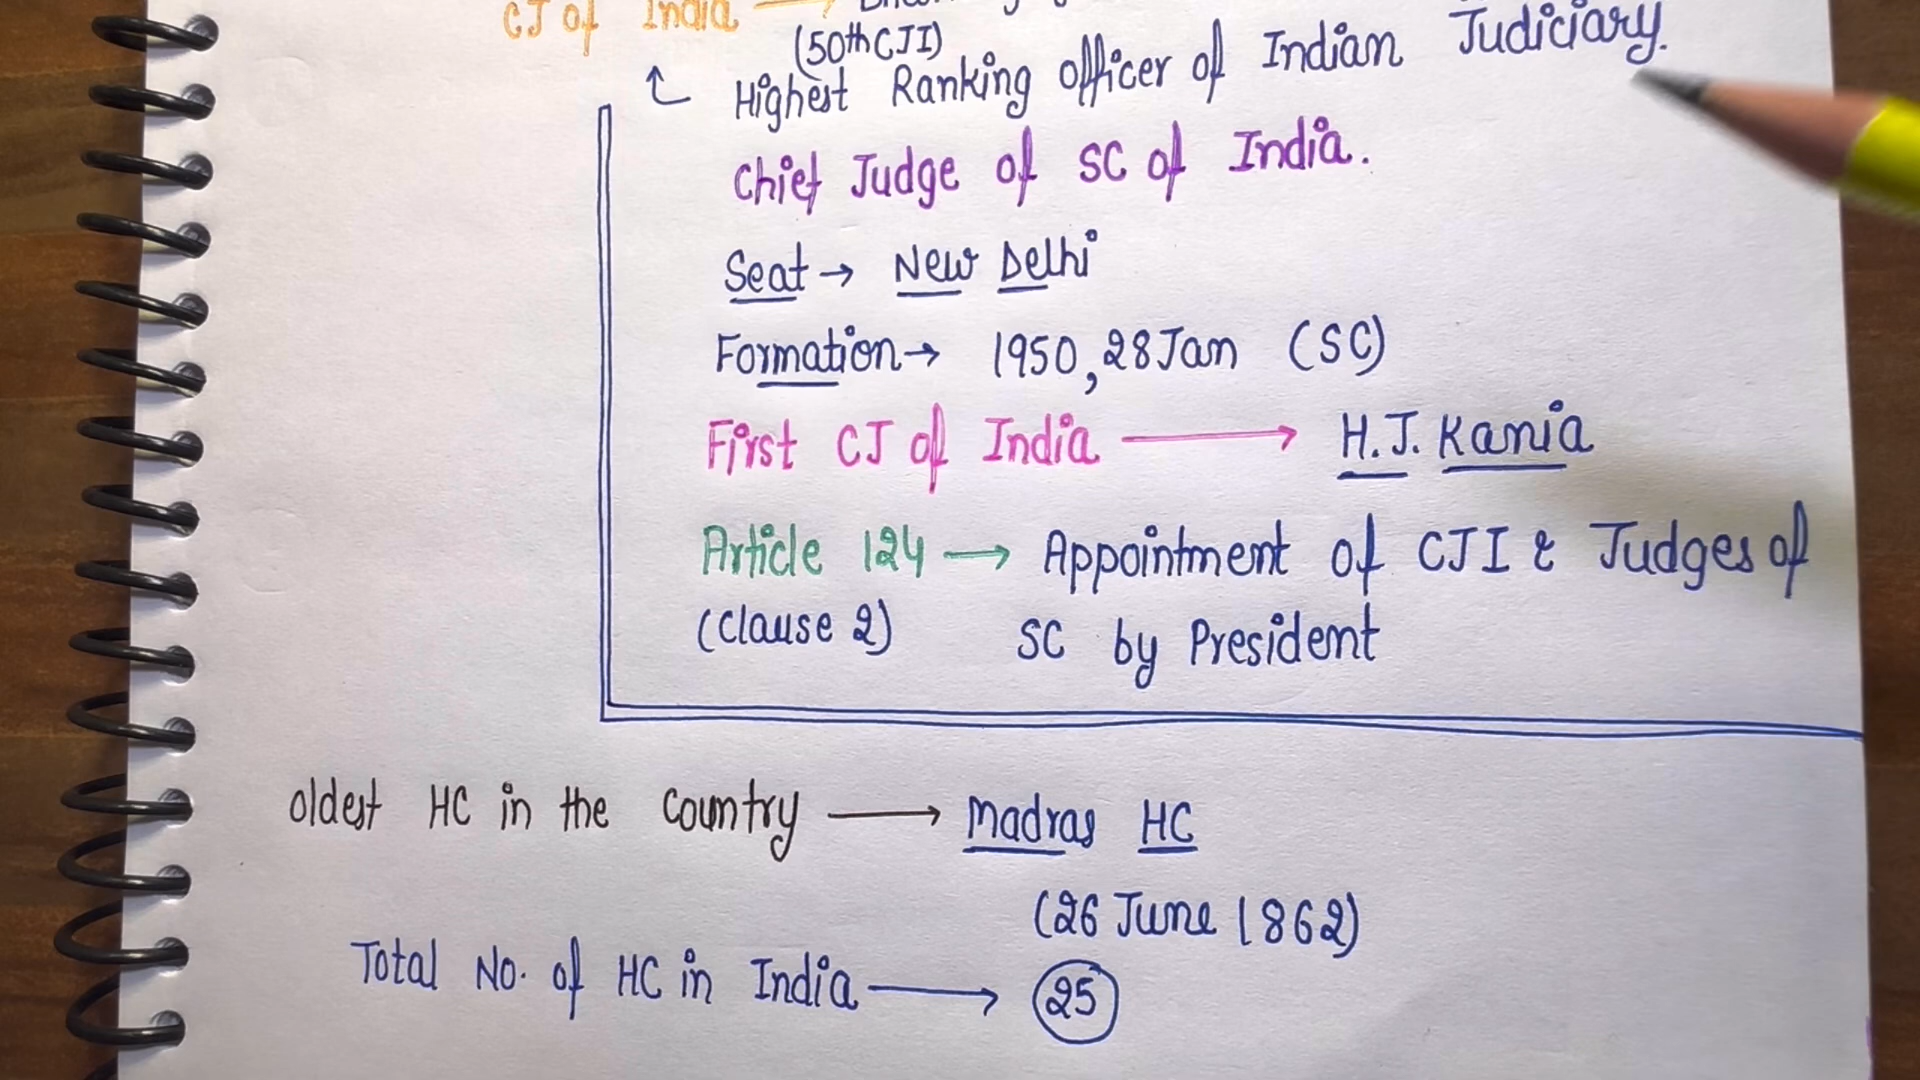 CJ of India →
(50th CJI)
Highest Ranking officer of Indian Judiciary.
Chief Judge of SC of India.
Seat → New Delhi
Formation → 1950, 28 Jan (SC)
First CJ of India → H.J. Kania
Article 124 → Appointment of CJI & Judges of
(Clause 2) SC by President
oldest HC in the Country → Madras HC
(26 June 1862)
Total No. of HC in India → 25